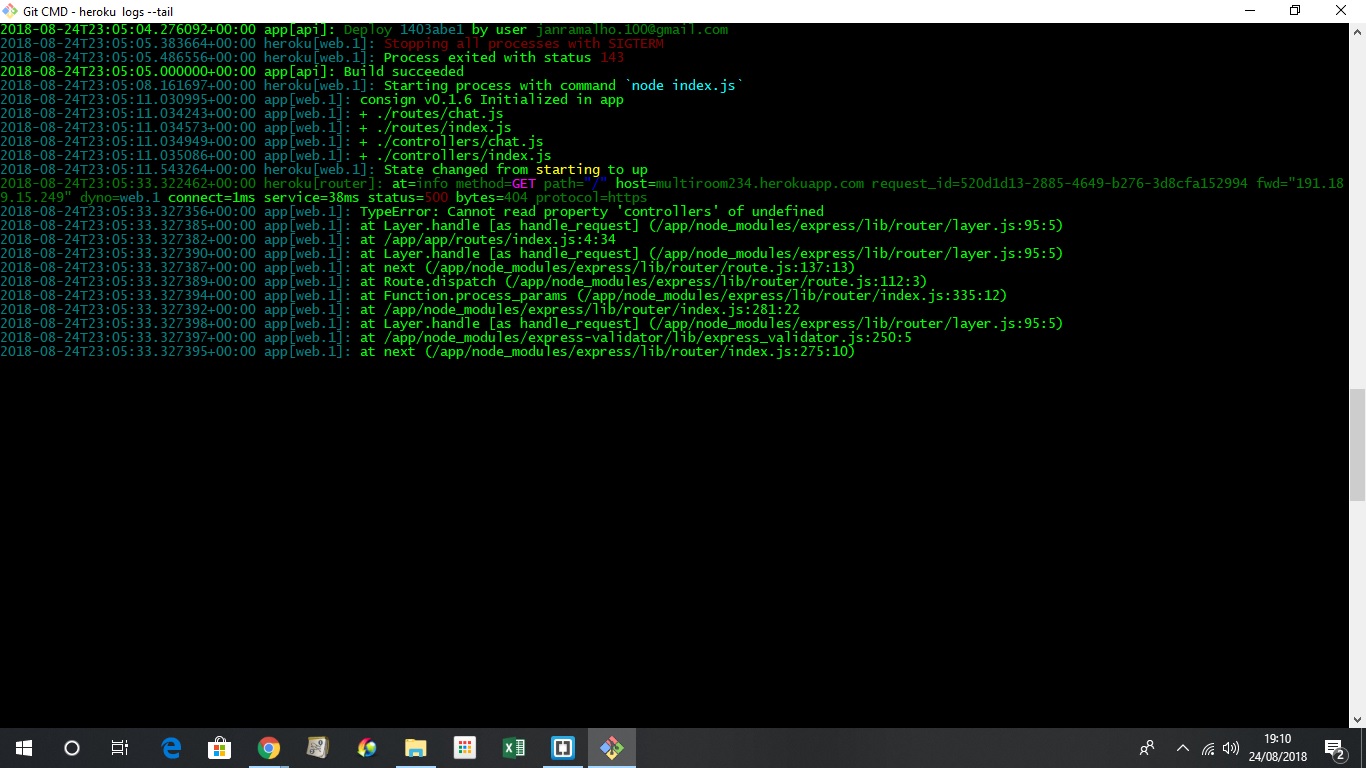 Git CMD - heroku logs --tail
2018-08-24T23:05:04.276092+00:00 app[api]: Deploy 1403abe1 by user janramalho.100@gmail.com
2018-08-24T23:05:05.383664+00:00 heroku[web.1]: Stopping all processes with SIGTERM
2018-08-24T23:05:05.486556+00:00 heroku[web.1]: Process exited with status 143
2018-08-24T23:05:05.000000+00:00 app[api]: Build succeeded
2018-08-24T23:05:08.161697+00:00 heroku[web.1]: Starting process with command `node index.js`
2018-08-24T23:05:11.030995+00:00 app[web.1]: consign v0.1.6 Initialized in app
2018-08-24T23:05:11.034243+00:00 app[web.1]: + ./routes/chat.js
2018-08-24T23:05:11.034573+00:00 app[web.1]: + ./routes/index.js
2018-08-24T23:05:11.034949+00:00 app[web.1]: + ./controllers/chat.js
2018-08-24T23:05:11.035086+00:00 app[web.1]: + ./controllers/index.js
2018-08-24T23:05:11.543264+00:00 heroku[web.1]: State changed from starting to up
2018-08-24T23:05:33.322462+00:00 heroku[router]: at=info method=GET path="/" host=multiroom234.herokuapp.com request_id=520d1d13-2885-4649-b276-3d8cfa152994 fwd="191.18
9.15.249" dyno=web.1 connect=1ms service=38ms status=500 bytes=404 protocol=https
2018-08-24T23:05:33.327356+00:00 app[web.1]: TypeError: Cannot read property 'controllers' of undefined
2018-08-24T23:05:33.327385+00:00 app[web.1]: at Layer.handle [as handle_request] (/app/node_modules/express/lib/router/layer.js:95:5)
2018-08-24T23:05:33.327382+00:00 app[web.1]: at /app/app/routes/index.js:4:34
2018-08-24T23:05:33.327390+00:00 app[web.1]: at Layer.handle [as handle_request] (/app/node_modules/express/lib/router/layer.js:95:5)
2018-08-24T23:05:33.327387+00:00 app[web.1]: at next (/app/node_modules/express/lib/router/route.js:137:13)
2018-08-24T23:05:33.327389+00:00 app[web.1]: at Route.dispatch (/app/node_modules/express/lib/router/route.js:112:3)
2018-08-24T23:05:33.327394+00:00 app[web.1]: at Function.process_params (/app/node_modules/express/lib/router/index.js:335:12)
2018-08-24T23:05:33.327392+00:00 app[web.1]: at /app/node_modules/express/lib/router/index.js:281:22
2018-08-24T23:05:33.327398+00:00 app[web.1]: at Layer.handle [as handle_request] (/app/node_modules/express/lib/router/layer.js:95:5)
2018-08-24T23:05:33.327397+00:00 app[web.1]: at /app/node_modules/express-validator/lib/express_validator.js:250:5
2018-08-24T23:05:33.327395+00:00 app[web.1]: at next (/app/node_modules/express/lib/router/index.js:275:10)
19:10
24/08/2018
2